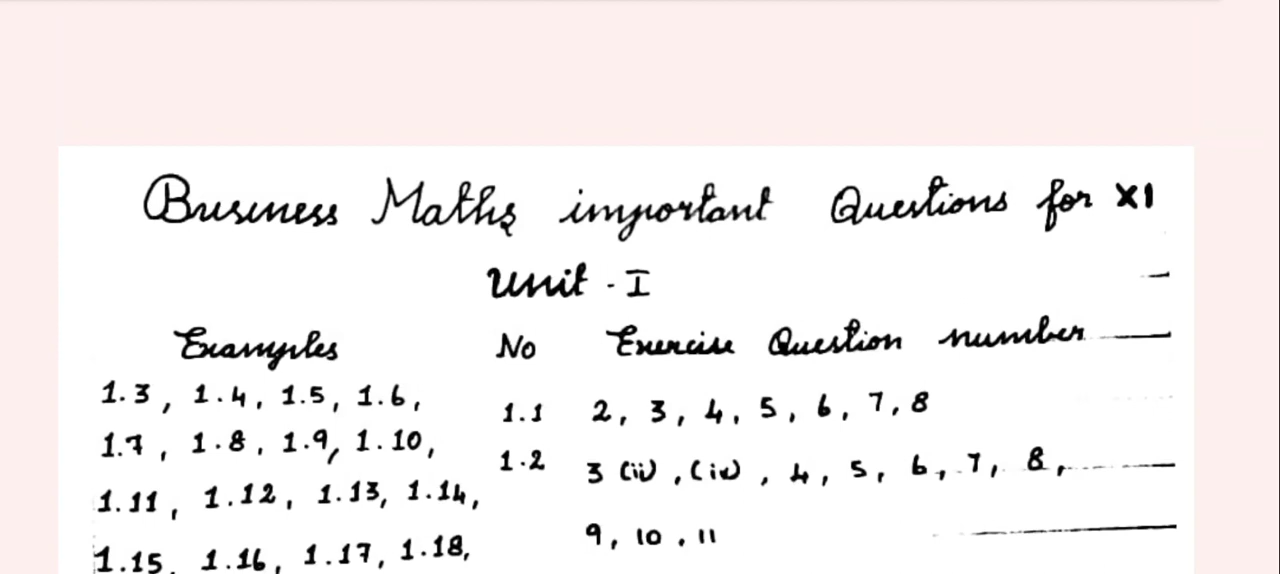 Business Maths important Questions for XI
Unit - I
Examples No Exercise Question number
1.3, 1.4, 1.5, 1.6,
1.1 2, 3, 4, 5, 6, 7, 8
1.7, 1.8, 1.9, 1.10,
1.2 3 (ii), (iv), 4, 5, 6, 7, 8,
1.11, 1.12, 1.13, 1.14,
9, 10, 11
1.15, 1.16, 1.17, 1.18,